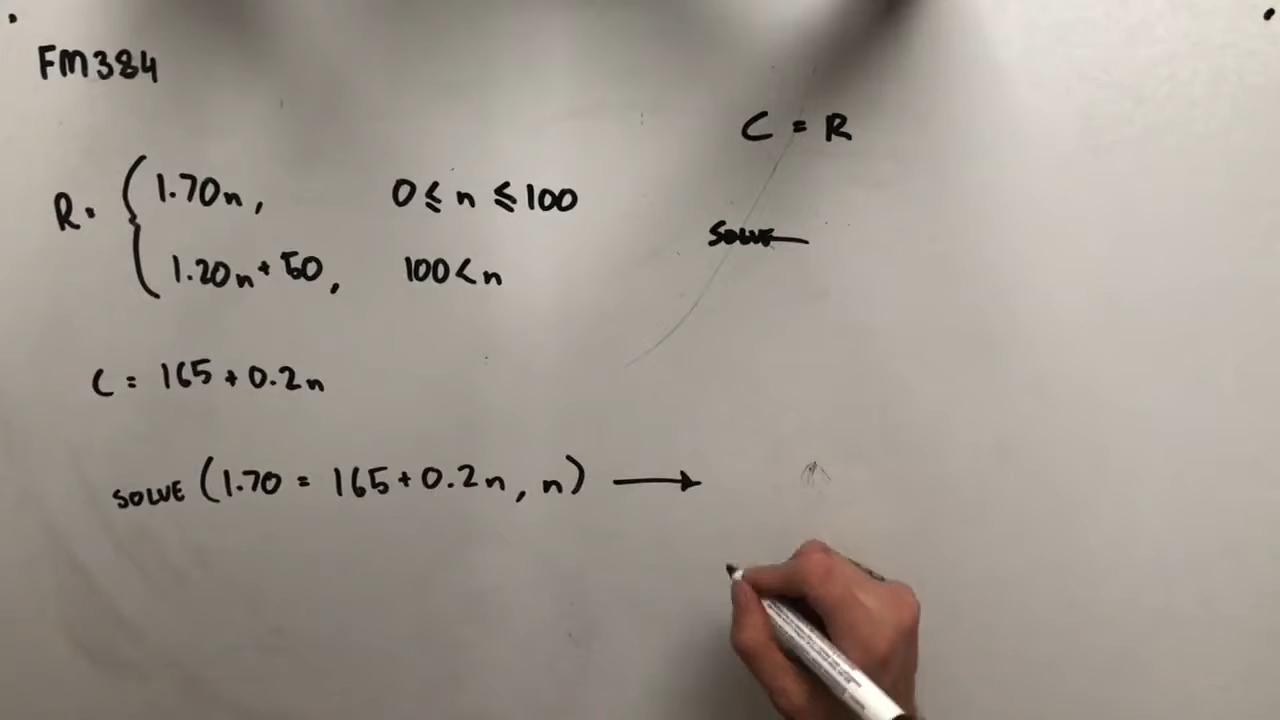 FM384
C = R
R = { 1.70n, 0 ≤ n ≤ 100
1.20n + 50, 100 < n
SOLVE
C = 165 + 0.2n
SOLVE (1.70 = 165 + 0.2n, n) →